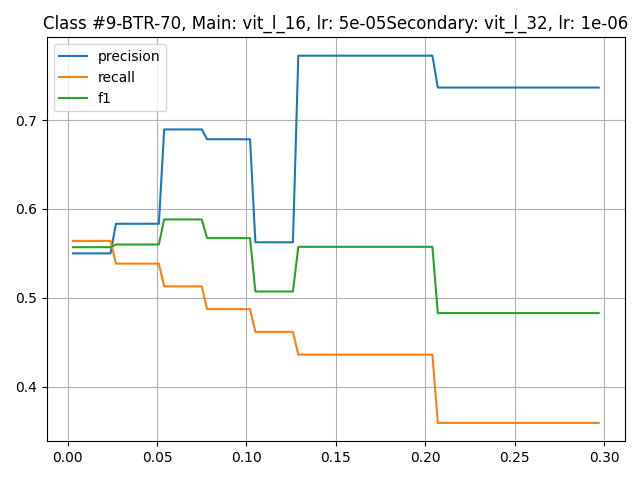 Class #9-BTR-70, Main: vit_l_16, lr: 5e-05Secondary: vit_l_32, lr: 1e-06
precision
recall
f1
0.7
0.6
0.5
0.4
0.00 0.05 0.10 0.15 0.20 0.25 0.30